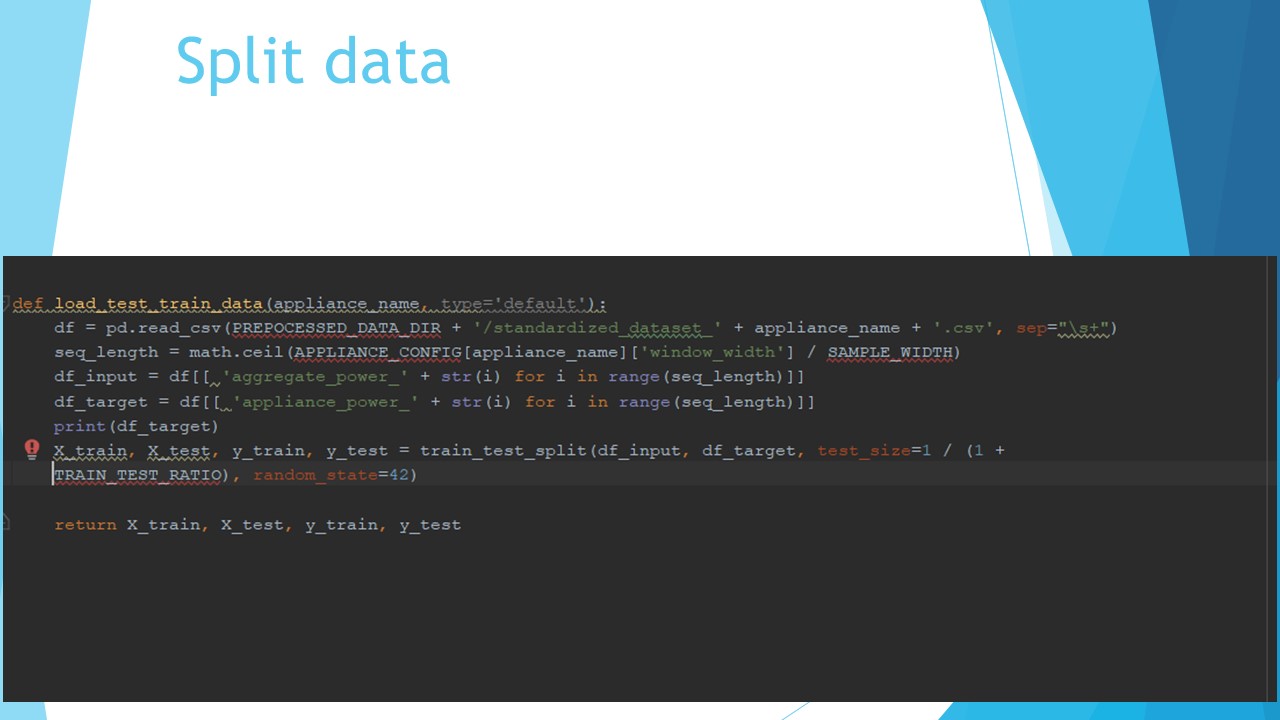 Split data
def load_test_train_data(appliance_name, type='default'):
df = pd.read_csv(PREPOCESSED_DATA_DIR + '/standardized_dataset_' + appliance_name + '.csv', sep="\s+")
seq_length = math.ceil(APPLIANCE_CONFIG[appliance_name]['window_width'] / SAMPLE_WIDTH)
df_input = df[[ 'aggregate_power_' + str(i) for i in range(seq_length)]]
df_target = df[[ 'appliance_power_' + str(i) for i in range(seq_length)]]
print(df_target)
X_train, X_test, y_train, y_test = train_test_split(df_input, df_target, test_size=1 / (1 +
TRAIN_TEST_RATIO), random_state=42)
return X_train, X_test, y_train, y_test